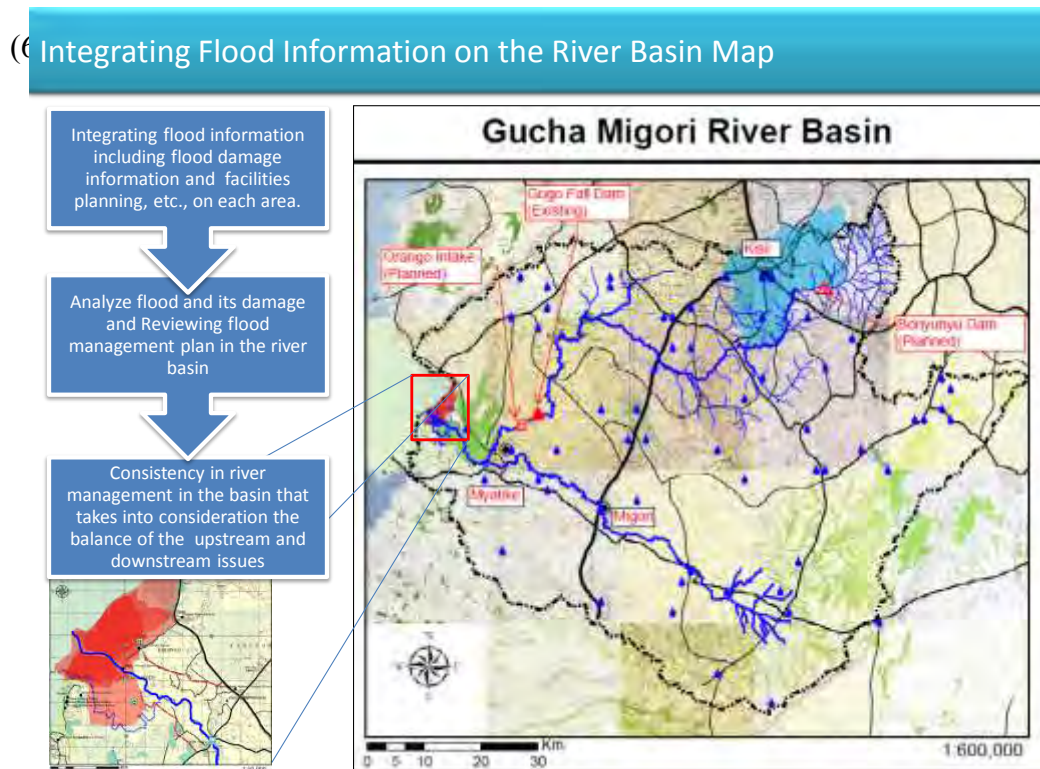 (6
Integrating Flood Information on the River Basin Map
Integrating flood information
including flood damage
information and facilities
planning, etc., on each area.
Analyze flood and its damage
and Reviewing flood
management plan in the river
basin
Consistency in river
management in the basin that
takes into consideration the
balance of the upstream and
downstream issues
Gucha Migori River Basin
Gogo Fall Dam
(Existing)
Orango Intake
(Planned)
Kisii
Bonyunyu Dam
(Planned)
Migori
Km
0 5 10 20 30
1:600,000